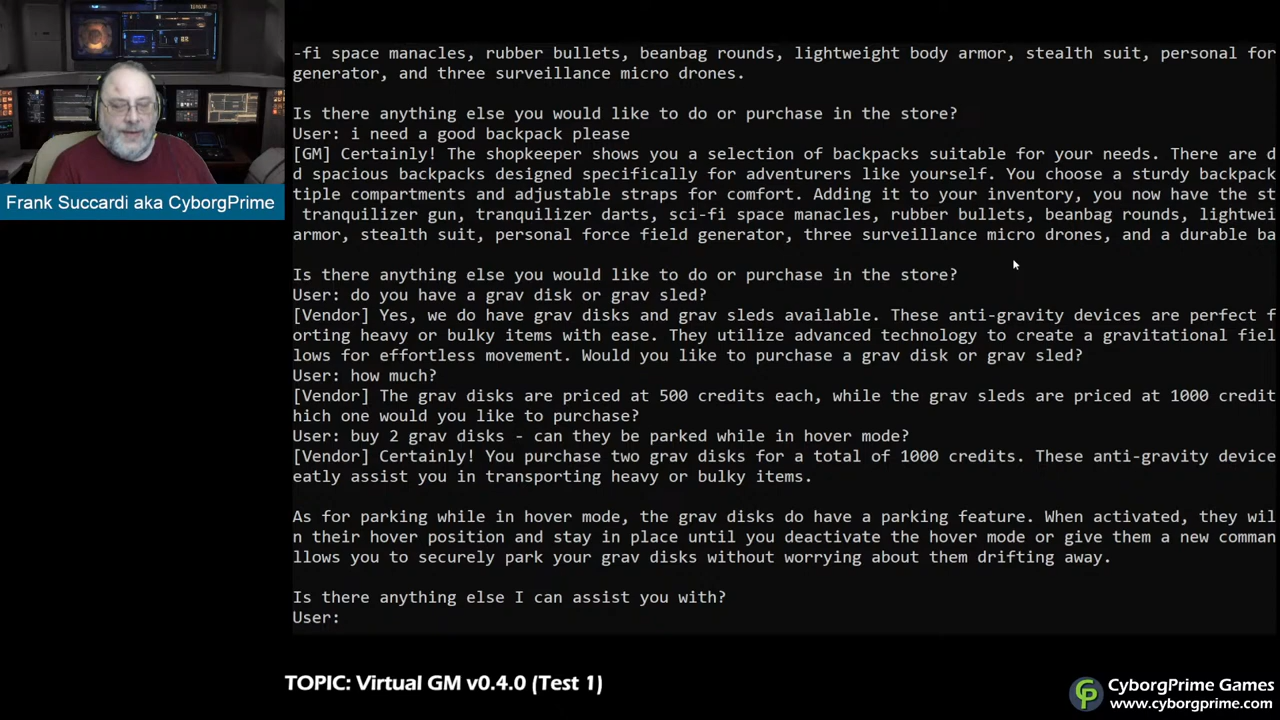 -fi space manacles, rubber bullets, beanbag rounds, lightweight body armor, stealth suit, personal for
generator, and three surveillance micro drones.
Is there anything else you would like to do or purchase in the store?
User: i need a good backpack please
[GM] Certainly! The shopkeeper shows you a selection of backpacks suitable for your needs. There are d
d spacious backpacks designed specifically for adventurers like yourself. You choose a sturdy backpack
tiple compartments and adjustable straps for comfort. Adding it to your inventory, you now have the st
tranquilizer gun, tranquilizer darts, sci-fi space manacles, rubber bullets, beanbag rounds, lightwei
armor, stealth suit, personal force field generator, three surveillance micro drones, and a durable ba
Is there anything else you would like to do or purchase in the store?
User: do you have a grav disk or grav sled?
[Vendor] Yes, we do have grav disks and grav sleds available. These anti-gravity devices are perfect f
orting heavy or bulky items with ease. They utilize advanced technology to create a gravitational fiel
lows for effortless movement. Would you like to purchase a grav disk or grav sled?
User: how much?
[Vendor] The grav disks are priced at 500 credits each, while the grav sleds are priced at 1000 credit
hich one would you like to purchase?
User: buy 2 grav disks - can they be parked while in hover mode?
[Vendor] Certainly! You purchase two grav disks for a total of 1000 credits. These anti-gravity device
eatly assist you in transporting heavy or bulky items.
As for parking while in hover mode, the grav disks do have a parking feature. When activated, they wil
n their hover position and stay in place until you deactivate the hover mode or give them a new comman
llows you to securely park your grav disks without worrying about them drifting away.
Is there anything else I can assist you with?
User:
Frank Succardi aka CyborgPrime
TOPIC: Virtual GM v0.4.0 (Test 1)
CyborgPrime Games
www.cyborgprime.com